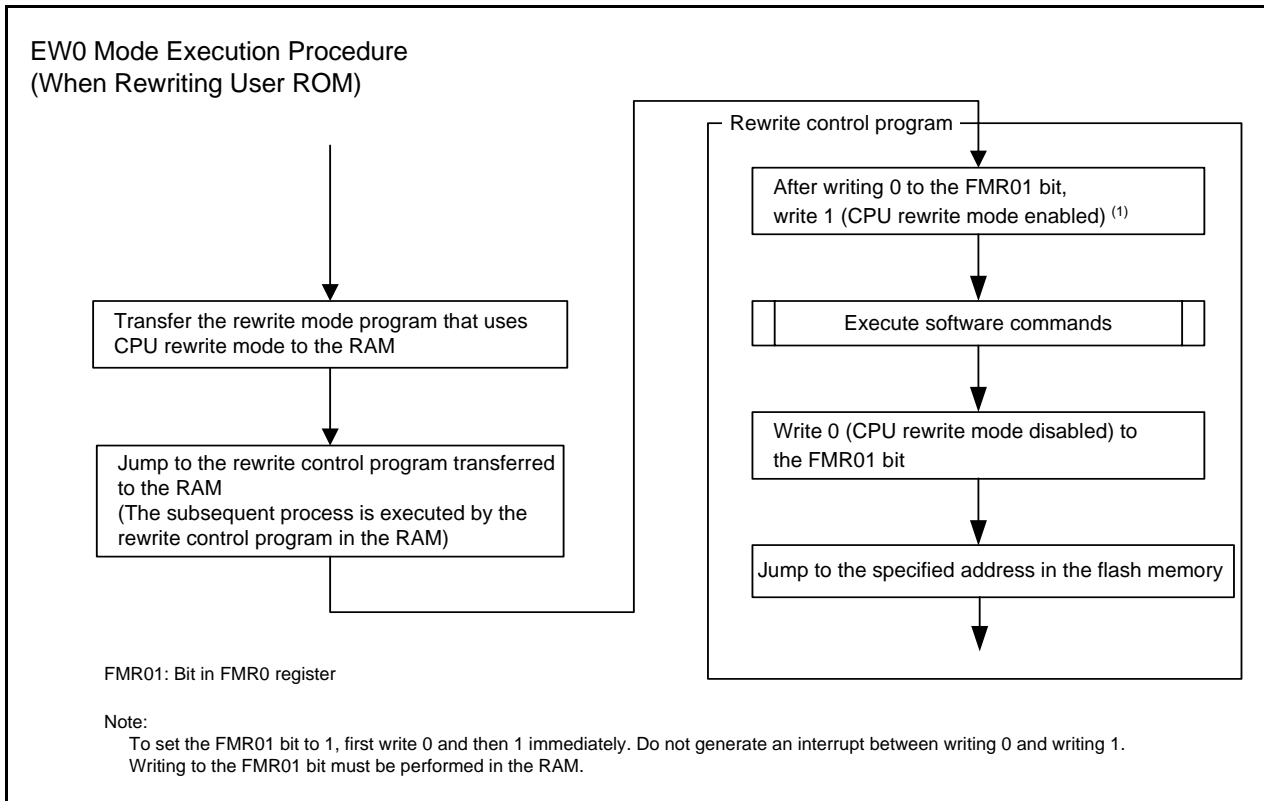 EW0 Mode Execution Procedure
(When Rewriting User ROM)
Transfer the rewrite mode program that uses
CPU rewrite mode to the RAM
Jump to the rewrite control program transferred
to the RAM
(The subsequent process is executed by the
rewrite control program in the RAM)
Rewrite control program
After writing 0 to the FMR01 bit,
write 1 (CPU rewrite mode enabled) (1)
Execute software commands
Write 0 (CPU rewrite mode disabled) to
the FMR01 bit
Jump to the specified address in the flash memory
FMR01: Bit in FMR0 register
Note:
To set the FMR01 bit to 1, first write 0 and then 1 immediately. Do not generate an interrupt between writing 0 and writing 1.
Writing to the FMR01 bit must be performed in the RAM.